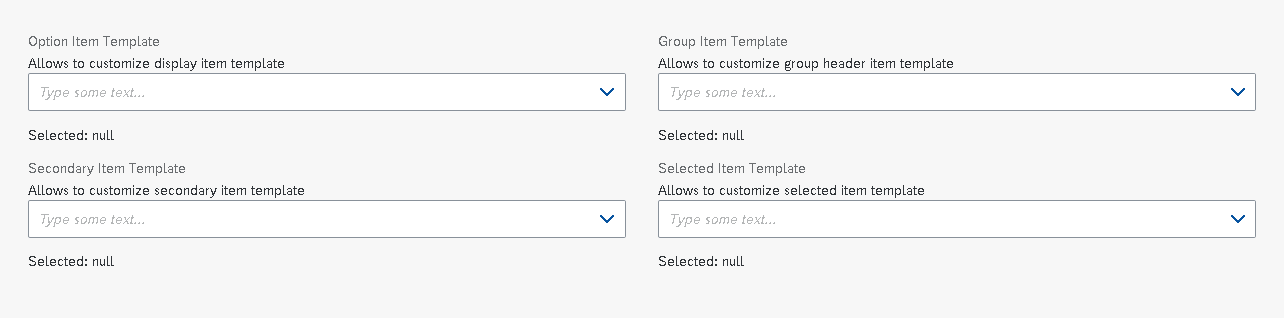 Option Item Template
Allows to customize display item template
Type some text...
Selected: null
Group Item Template
Allows to customize group header item template
Type some text...
Selected: null
Secondary Item Template
Allows to customize secondary item template
Type some text...
Selected: null
Selected Item Template
Allows to customize selected item template
Type some text...
Selected: null